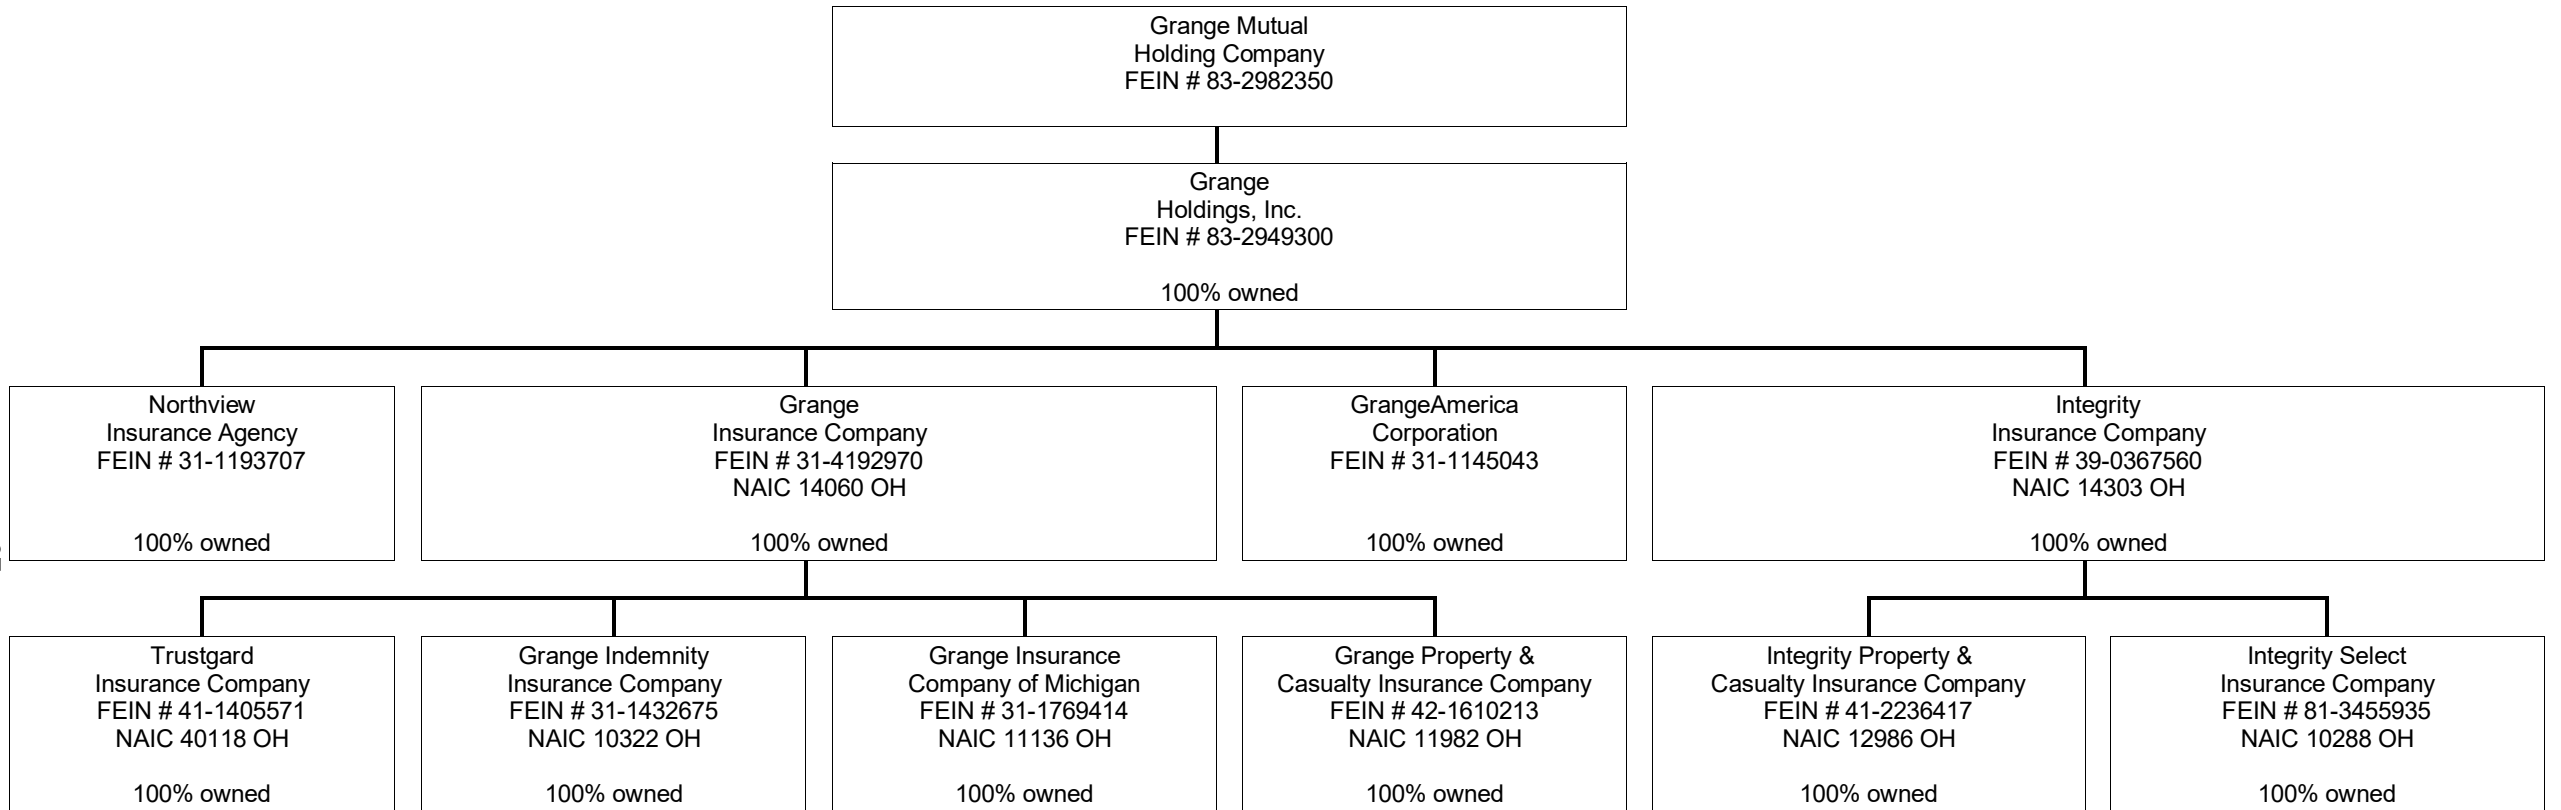 Grange Mutual
Holding Company
FEIN # 83-2982350
Grange
Holdings, Inc.
FEIN # 83-2949300
100% owned
Northview
Insurance Agency
FEIN # 31-1193707
100% owned
Grange
Insurance Company
FEIN # 31-4192970
NAIC 14060 OH
100% owned
GrangeAmerica
Corporation
FEIN # 31-1145043
100% owned
Integrity
Insurance Company
FEIN # 39-0367560
NAIC 14303 OH
100% owned
Trustgard
Insurance Company
FEIN # 41-1405571
NAIC 40118 OH
100% owned
Grange Indemnity
Insurance Company
FEIN # 31-1432675
NAIC 10322 OH
100% owned
Grange Insurance
Company of Michigan
FEIN # 31-1769414
NAIC 11136 OH
100% owned
Grange Property &
Casualty Insurance Company
FEIN # 42-1610213
NAIC 11982 OH
100% owned
Integrity Property &
Casualty Insurance Company
FEIN # 41-2236417
NAIC 12986 OH
100% owned
Integrity Select
Insurance Company
FEIN # 81-3455935
NAIC 10288 OH
100% owned